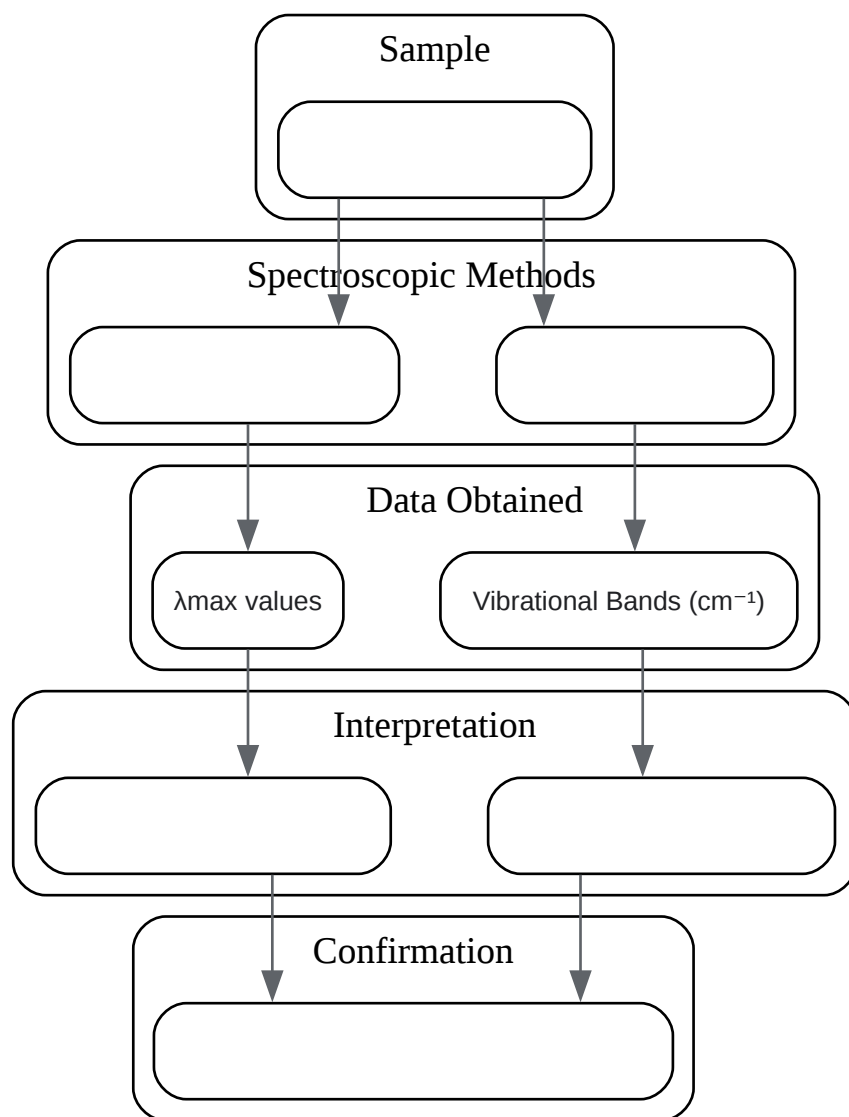 Sample
Spectroscopic Methods
Data Obtained
λmax values
Vibrational Bands (cm⁻¹)
Interpretation
Confirmation